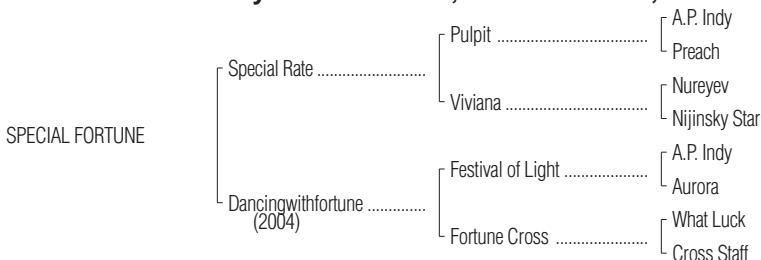 A.P. Indy
Pulpit
Preach
Special Rate
Nureyev
Viviana
Nijinsky Star
SPECIAL FORTUNE
A.P. Indy
Festival of Light
Aurora
Dancingwithfortune
(2004)
What Luck
Fortune Cross
Cross Staff